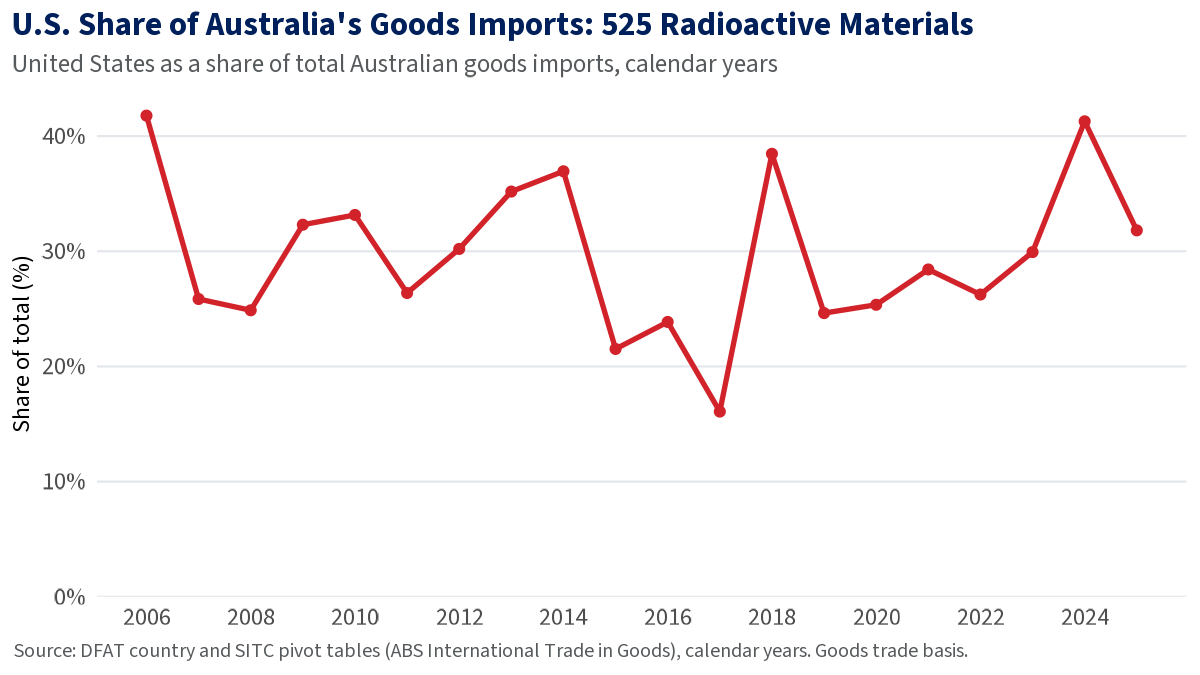 U.S. Share of Australia's Goods Imports: 525 Radioactive Materials
United States as a share of total Australian goods imports, calendar years
Share of total (%)
40%
30%
20%
10%
0%
2006 2008 2010 2012 2014 2016 2018 2020 2022 2024
Source: DFAT country and SITC pivot tables (ABS International Trade in Goods), calendar years. Goods trade basis.